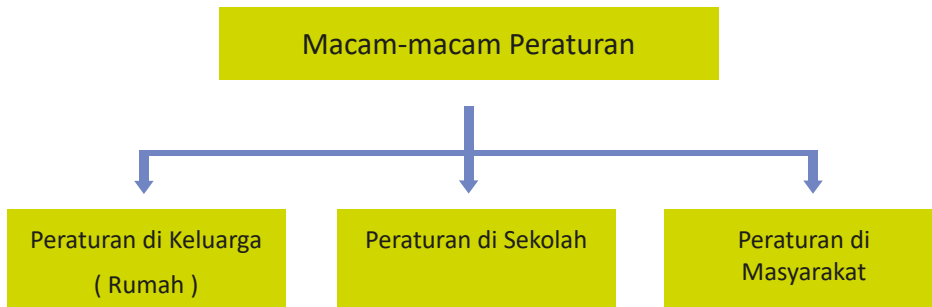 Macam-macam Peraturan
Peraturan di Keluarga
( Rumah )
Peraturan di Sekolah
Peraturan di
Masyarakat